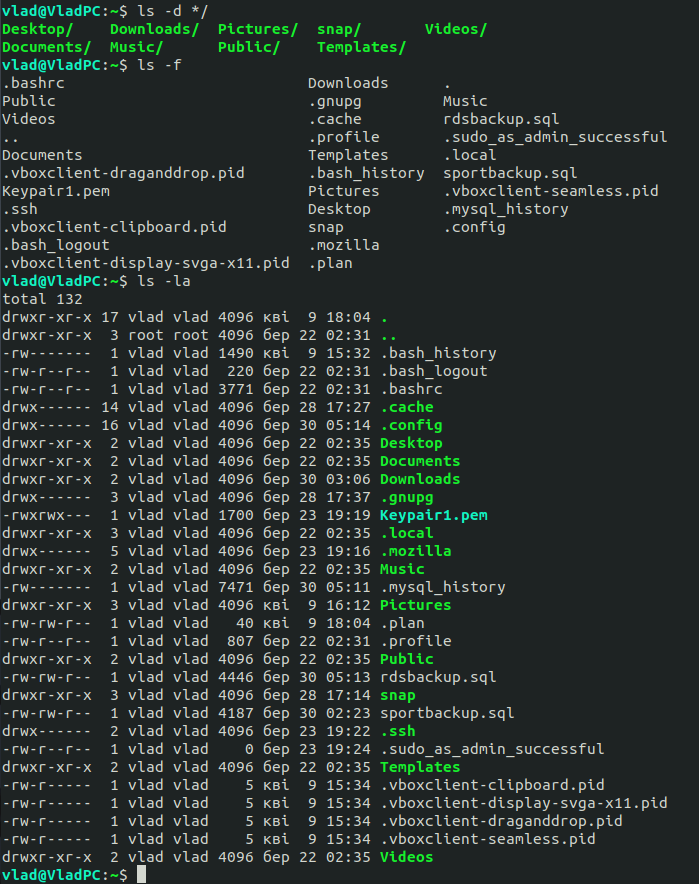 vlad@VladPC:~$ ls -d */
Desktop/    Downloads/  Pictures/  snap/       Videos/
Documents/  Music/      Public/    Templates/
vlad@VladPC:~$ ls -f
.bashrc                           Downloads      .
Public                            .gnupg         Music
Videos                            .cache         rdsbackup.sql
..                                .profile       .sudo_as_admin_successful
Documents                         Templates      .local
.vboxclient-draganddrop.pid       .bash_history  sportbackup.sql
Keypair1.pem                      Pictures       .vboxclient-seamless.pid
.ssh                              Desktop        .mysql_history
.vboxclient-clipboard.pid         snap           .config
.bash_logout                      .mozilla
.vboxclient-display-svga-x11.pid  .plan
vlad@VladPC:~$ ls -la
total 132
drwxr-xr-x 17 vlad vlad 4096 кві  9 18:04 .
drwxr-xr-x  3 root root 4096 бер 22 02:31 ..
-rw-------  1 vlad vlad 1490 кві  9 15:32 .bash_history
-rw-r--r--  1 vlad vlad  220 бер 22 02:31 .bash_logout
-rw-r--r--  1 vlad vlad 3771 бер 22 02:31 .bashrc
drwx------ 14 vlad vlad 4096 бер 28 17:27 .cache
drwx------ 16 vlad vlad 4096 бер 30 05:14 .config
drwxr-xr-x  2 vlad vlad 4096 бер 22 02:35 Desktop
drwxr-xr-x  2 vlad vlad 4096 бер 22 02:35 Documents
drwxr-xr-x  2 vlad vlad 4096 бер 30 03:06 Downloads
drwx------  3 vlad vlad 4096 бер 28 17:37 .gnupg
-rwxrwx---  1 vlad vlad 1700 бер 23 19:19 Keypair1.pem
drwxr-xr-x  3 vlad vlad 4096 бер 22 02:35 .local
drwx------  5 vlad vlad 4096 бер 23 19:16 .mozilla
drwxr-xr-x  2 vlad vlad 4096 бер 22 02:35 Music
-rw-------  1 vlad vlad 7471 бер 30 05:11 .mysql_history
drwxr-xr-x  3 vlad vlad 4096 кві  9 16:12 Pictures
-rw-rw-r--  1 vlad vlad   40 кві  9 18:04 .plan
-rw-r--r--  1 vlad vlad  807 бер 22 02:31 .profile
drwxr-xr-x  2 vlad vlad 4096 бер 22 02:35 Public
-rw-rw-r--  1 vlad vlad 4446 бер 30 05:13 rdsbackup.sql
drwxr-xr-x  3 vlad vlad 4096 бер 28 17:14 snap
-rw-rw-r--  1 vlad vlad 4187 бер 30 02:23 sportbackup.sql
drwx------  2 vlad vlad 4096 бер 23 19:22 .ssh
-rw-r--r--  1 vlad vlad    0 бер 23 19:24 .sudo_as_admin_successful
drwxr-xr-x  2 vlad vlad 4096 бер 22 02:35 Templates
-rw-r-----  1 vlad vlad    5 кві  9 15:34 .vboxclient-clipboard.pid
-rw-r-----  1 vlad vlad    5 кві  9 15:34 .vboxclient-display-svga-x11.pid
-rw-r-----  1 vlad vlad    5 кві  9 15:34 .vboxclient-draganddrop.pid
-rw-r-----  1 vlad vlad    5 кві  9 15:34 .vboxclient-seamless.pid
drwxr-xr-x  2 vlad vlad 4096 бер 22 02:35 Videos
vlad@VladPC:~$